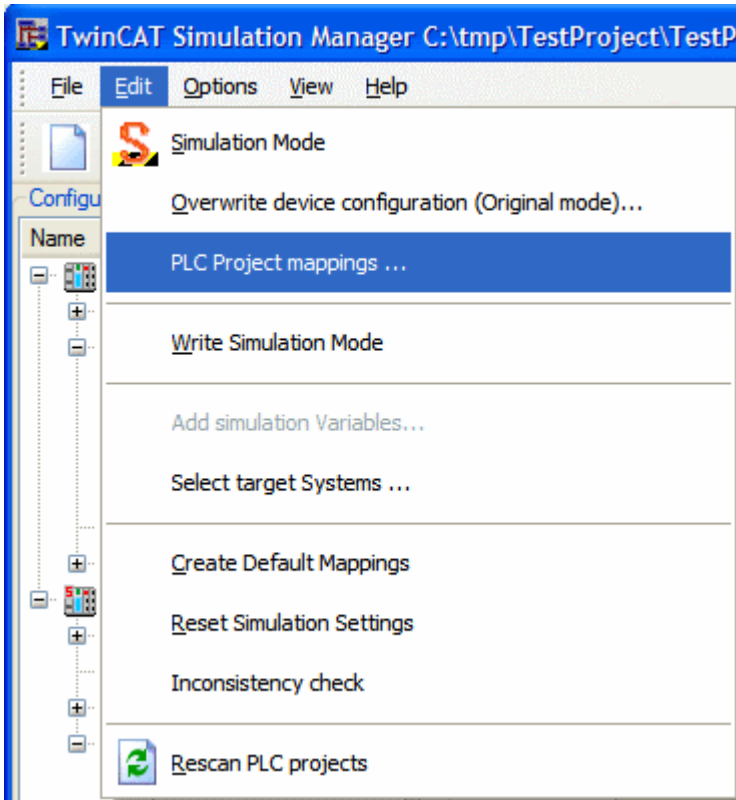 TwinCAT Simulation Manager C:\tmp\TestProject\TestP
File Edit Options View Help
Simulation Mode
Configu
Overwrite device configuration (Original mode)...
Name
PLC Project mappings ...
Write Simulation Mode
Add simulation Variables...
Select target Systems ...
Create Default Mappings
Reset Simulation Settings
Inconsistency check
Rescan PLC projects